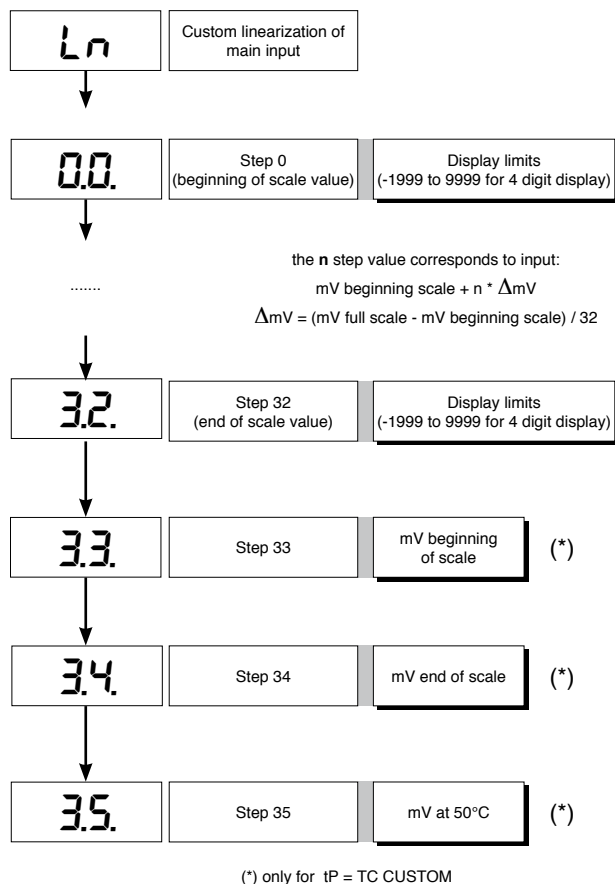 Ln
Custom linearization of
main input
0.0.
Step 0
(beginning of scale value)
Display limits
(-1999 to 9999 for 4 digit display)
.......
the n step value corresponds to input:
mV beginning scale + n * ΔmV
ΔmV = (mV full scale - mV beginning scale) / 32
3.2.
Step 32
(end of scale value)
Display limits
(-1999 to 9999 for 4 digit display)
3.3.
Step 33
mV beginning
of scale
(*)
3.4.
Step 34
mV end of scale
(*)
3.5.
Step 35
mV at 50°C
(*)
(*) only for tP = TC CUSTOM